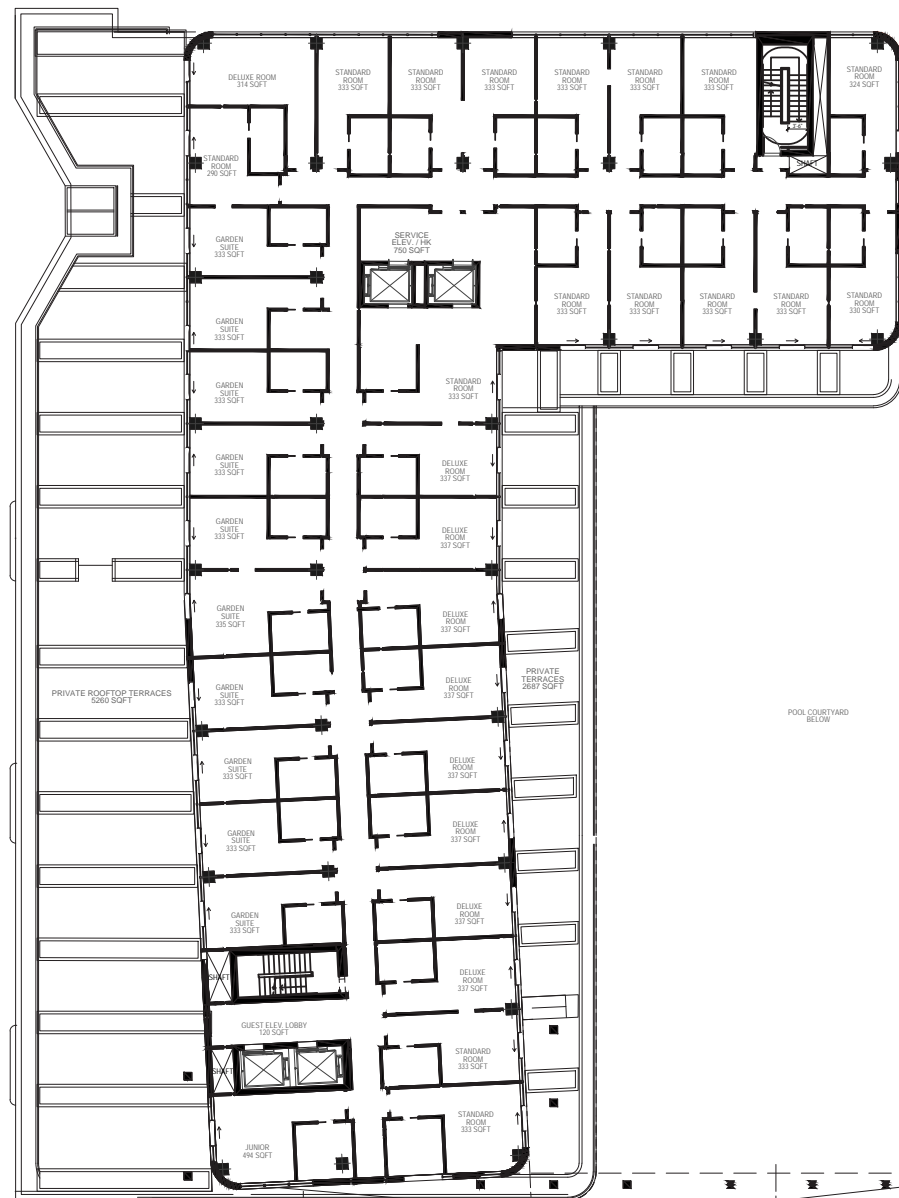 DELUXE ROOM
314 SQFT
STANDARD
ROOM
333 SQFT
STANDARD
ROOM
333 SQFT
STANDARD
ROOM
333 SQFT
STANDARD
ROOM
333 SQFT
STANDARD
ROOM
333 SQFT
STANDARD
ROOM
333 SQFT
STANDARD
ROOM
324 SQFT
SHAFT
STANDARD
ROOM
290 SQFT
GARDEN
SUITE
333 SQFT
SERVICE
ELEV. / HK
750 SQFT
STANDARD
ROOM
333 SQFT
STANDARD
ROOM
333 SQFT
STANDARD
ROOM
333 SQFT
STANDARD
ROOM
333 SQFT
STANDARD
ROOM
330 SQFT
GARDEN
SUITE
333 SQFT
GARDEN
SUITE
333 SQFT
STANDARD
ROOM
333 SQFT
GARDEN
SUITE
333 SQFT
DELUXE
ROOM
337 SQFT
GARDEN
SUITE
333 SQFT
DELUXE
ROOM
337 SQFT
GARDEN
SUITE
335 SQFT
DELUXE
ROOM
337 SQFT
PRIVATE ROOFTOP TERRACES
5260 SQFT
GARDEN
SUITE
333 SQFT
DELUXE
ROOM
337 SQFT
PRIVATE
TERRACES
2687 SQFT
POOL COURTYARD
BELOW
GARDEN
SUITE
333 SQFT
DELUXE
ROOM
337 SQFT
GARDEN
SUITE
333 SQFT
DELUXE
ROOM
337 SQFT
GARDEN
SUITE
333 SQFT
DELUXE
ROOM
337 SQFT
SHAFT
DELUXE
ROOM
337 SQFT
GUEST ELEV. LOBBY
120 SQFT
SHAFT
STANDARD
ROOM
333 SQFT
JUNIOR
494 SQFT
STANDARD
ROOM
333 SQFT